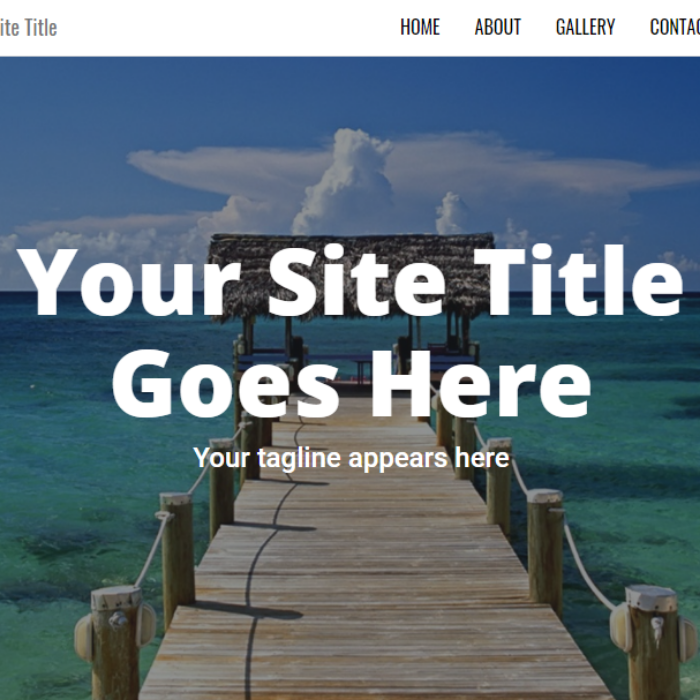 ite Title
HOME ABOUT GALLERY CONTAC
Your Site Title
Goes Here
Your tagline appears here